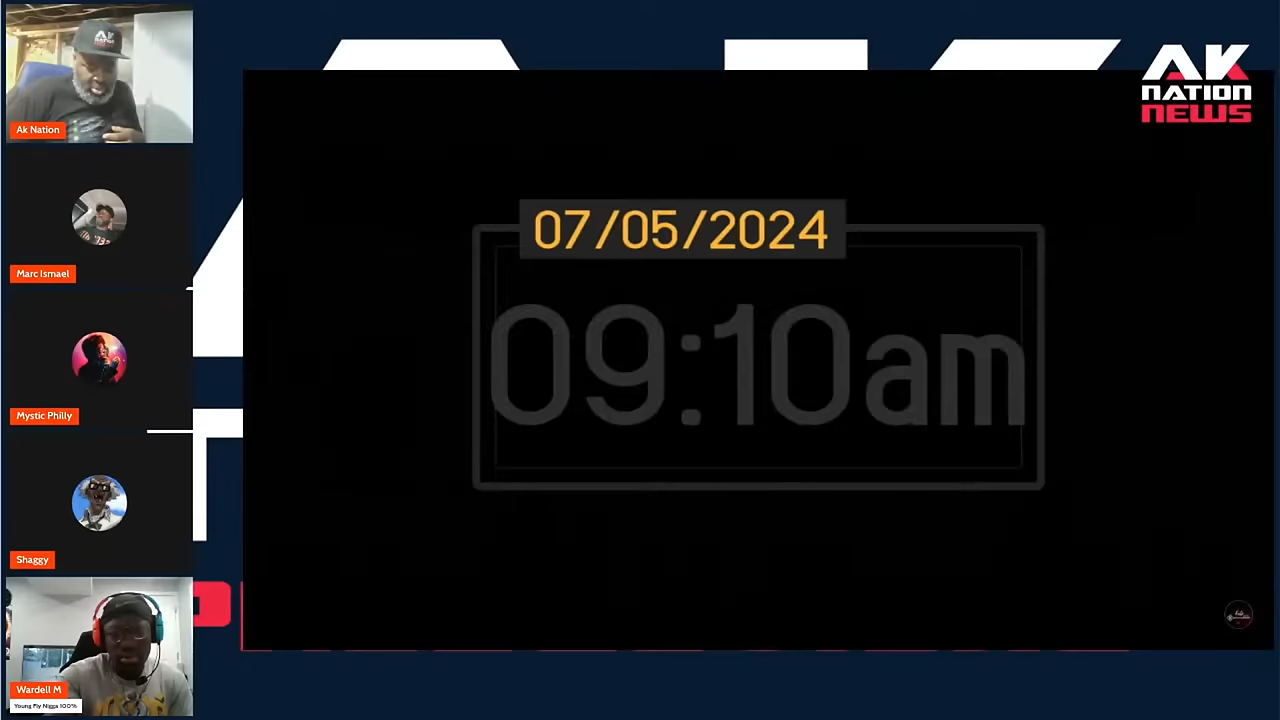 Ak Nation
Marc Ismael
Mystic Philly
Shaggy
Wardell M
Young Fly Nigga 100%
07/05/2024
09:10am
AK
NATION
NEWS